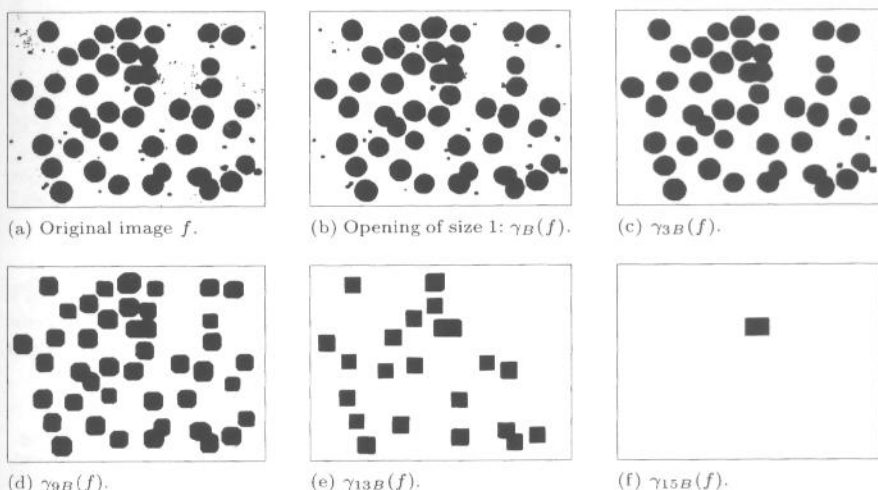 (a) Original image f.
(b) Opening of size 1: γB(f).
(c) γ3B(f).
(d) γ9B(f).
(e) γ13B(f).
(f) γ15B(f).